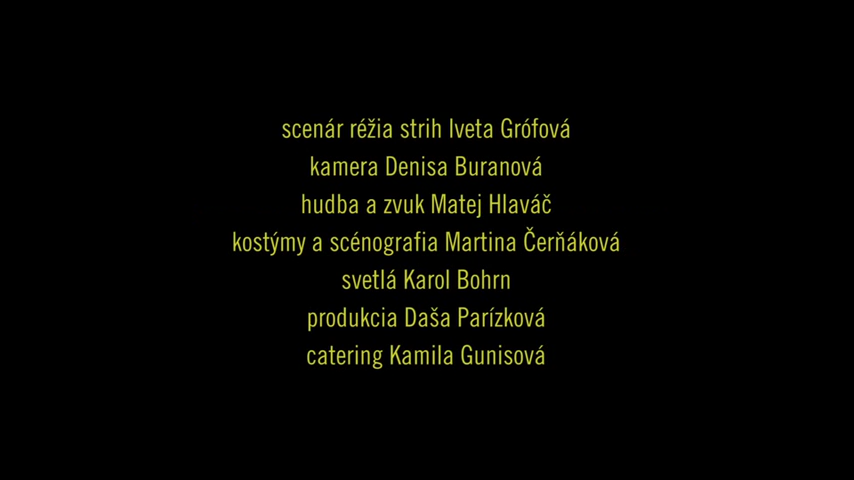 scenár réžia strih Iveta Grófová
kamera Denisa Buranová
hudba a zvuk Matej Hlaváč
kostýmy a scénografia Martina Čerňáková
svetlá Karol Bohrn
produkcia Daša Parízková
catering Kamila Gunisová